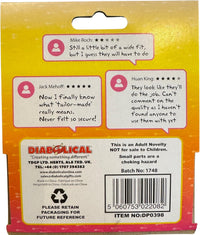 Mike Rochi
Still a little bit of a wide fit,
but I guess they will have to do
Jack Mehoff:
Now I finally know
what 'tailor-made'
really means.
Never felt so secure!
Huan King:
They look like they'll
do the job. Can't
comment on the quality
as I haven't
found anyone to
use them with yet
DIABOLICAL
"Creating something different"
TRING, HERTS,
This is an Adult Novelty
NOT for sale to Children.
Small parts are a
choking hazard
Batch No: 1748
PLEASE RETAIN
PACKAGING FOR
FUTURE REFERENCE
5 060753 022082
ITEM NO:DP0398